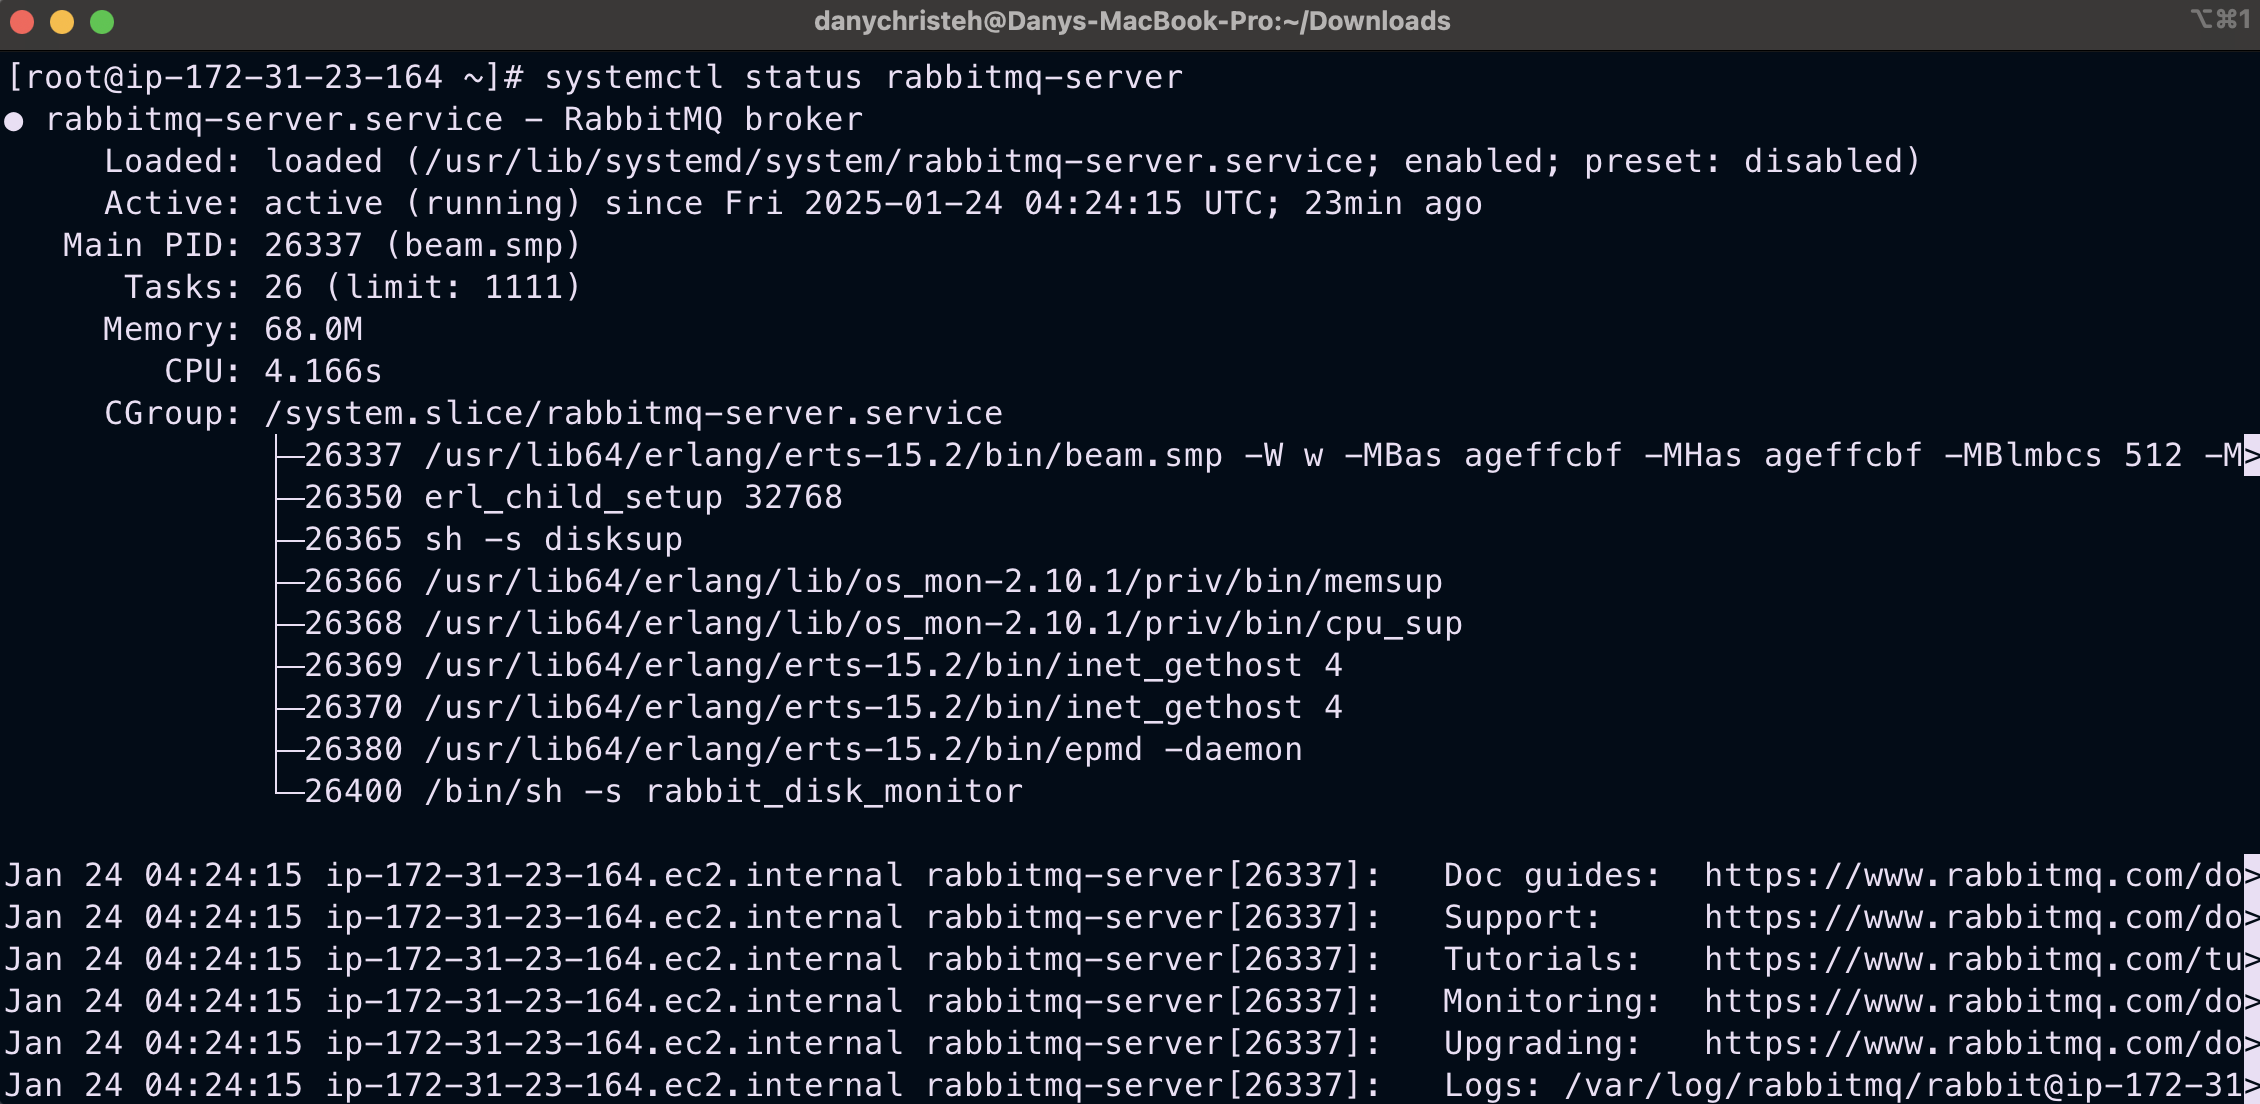 danychristeh@Danys-MacBook-Pro:~/Downloads
⌥⌘1
[root@ip-172-31-23-164 ~]# systemctl status rabbitmq-server
● rabbitmq-server.service - RabbitMQ broker
     Loaded: loaded (/usr/lib/systemd/system/rabbitmq-server.service; enabled; preset: disabled)
     Active: active (running) since Fri 2025-01-24 04:24:15 UTC; 23min ago
   Main PID: 26337 (beam.smp)
      Tasks: 26 (limit: 1111)
     Memory: 68.0M
        CPU: 4.166s
     CGroup: /system.slice/rabbitmq-server.service
             ├─26337 /usr/lib64/erlang/erts-15.2/bin/beam.smp -W w -MBas ageffcbf -MHas ageffcbf -MBlmbcs 512 -M>
             ├─26350 erl_child_setup 32768
             ├─26365 sh -s disksup
             ├─26366 /usr/lib64/erlang/lib/os_mon-2.10.1/priv/bin/memsup
             ├─26368 /usr/lib64/erlang/lib/os_mon-2.10.1/priv/bin/cpu_sup
             ├─26369 /usr/lib64/erlang/erts-15.2/bin/inet_gethost 4
             ├─26370 /usr/lib64/erlang/erts-15.2/bin/inet_gethost 4
             ├─26380 /usr/lib64/erlang/erts-15.2/bin/epmd -daemon
             └─26400 /bin/sh -s rabbit_disk_monitor
Jan 24 04:24:15 ip-172-31-23-164.ec2.internal rabbitmq-server[26337]:   Doc guides:  https://www.rabbitmq.com/do>
Jan 24 04:24:15 ip-172-31-23-164.ec2.internal rabbitmq-server[26337]:   Support:     https://www.rabbitmq.com/do>
Jan 24 04:24:15 ip-172-31-23-164.ec2.internal rabbitmq-server[26337]:   Tutorials:   https://www.rabbitmq.com/tu>
Jan 24 04:24:15 ip-172-31-23-164.ec2.internal rabbitmq-server[26337]:   Monitoring:  https://www.rabbitmq.com/do>
Jan 24 04:24:15 ip-172-31-23-164.ec2.internal rabbitmq-server[26337]:   Upgrading:   https://www.rabbitmq.com/do>
Jan 24 04:24:15 ip-172-31-23-164.ec2.internal rabbitmq-server[26337]:   Logs: /var/log/rabbitmq/rabbit@ip-172-31>